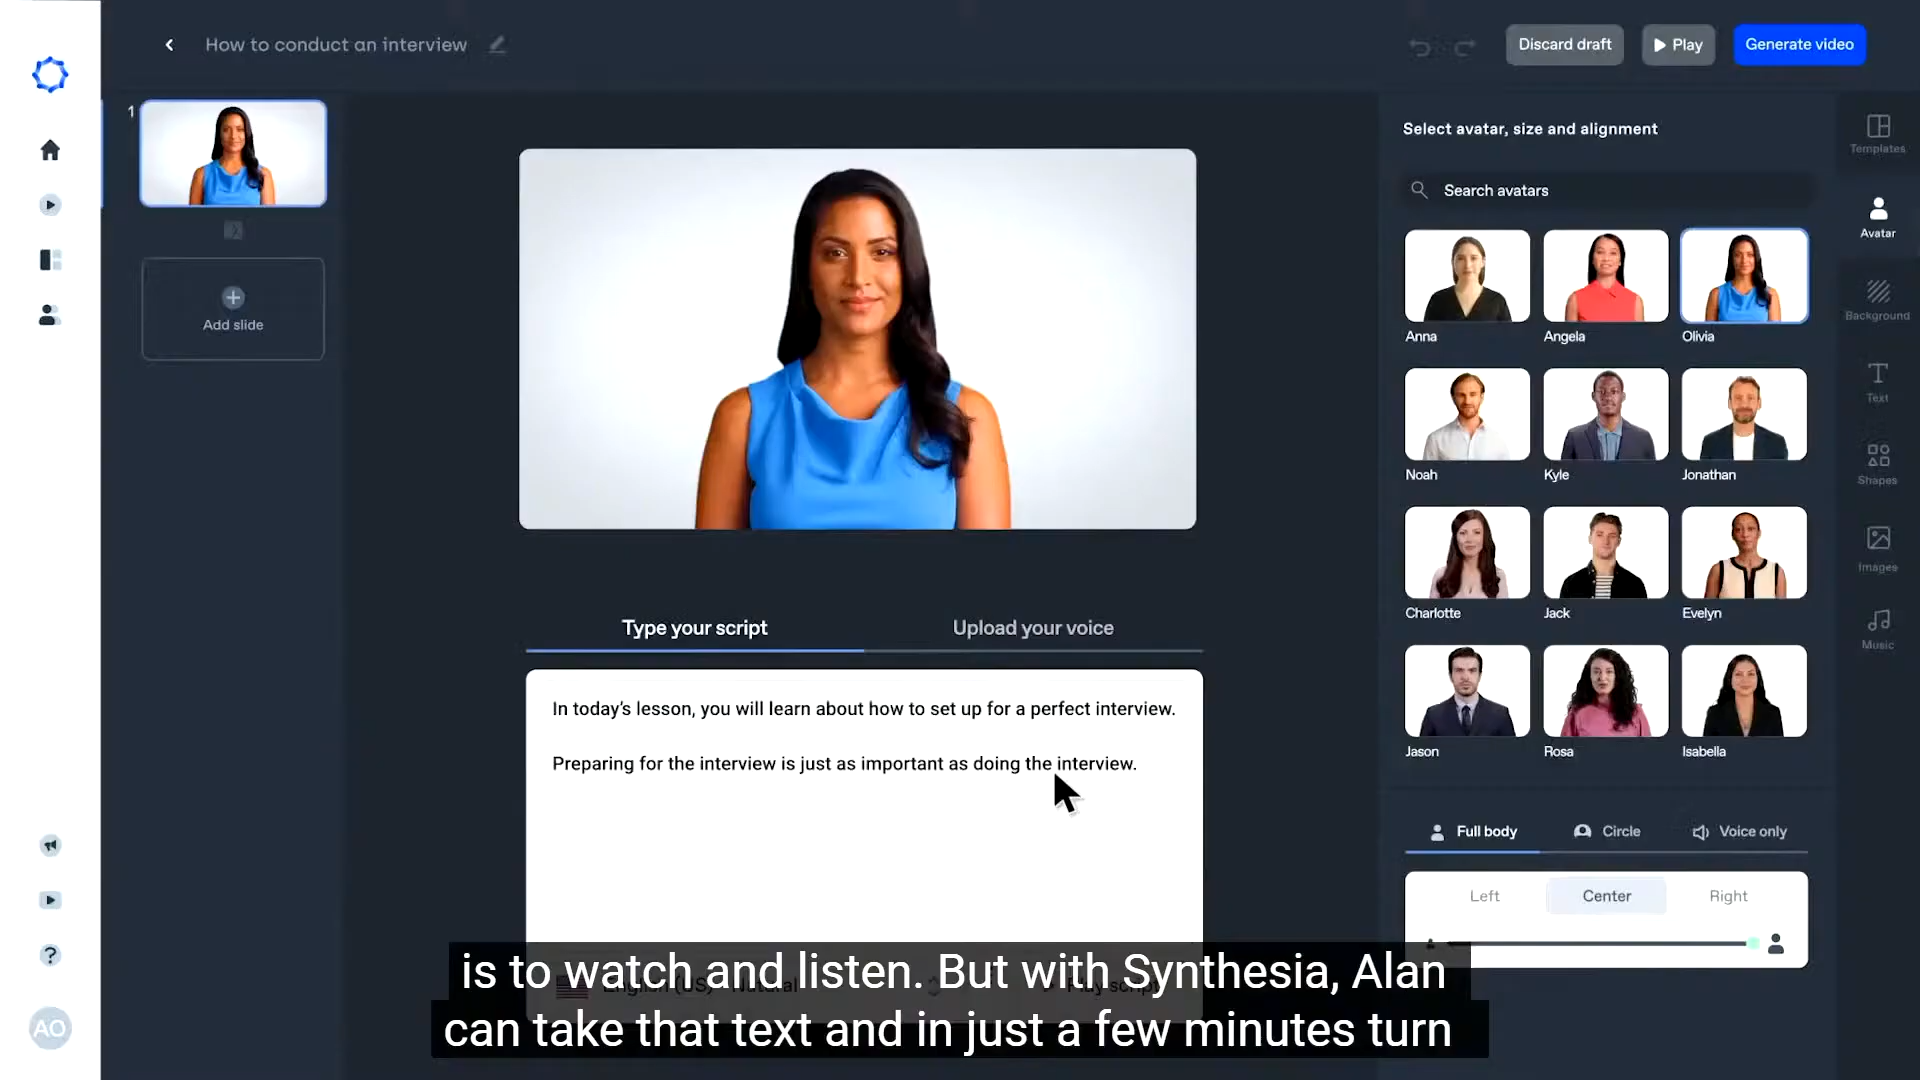 How to conduct an interview
Discard draft
Play
Generate video
1
Add slide
Select avatar, size and alignment
Search avatars
Anna
Angela
Olivia
Noah
Kyle
Jonathan
Charlotte
Jack
Evelyn
Jason
Rosa
Isabella
Full body
Circle
Voice only
Left
Center
Right
Templates
Avatar
Background
Text
Shapes
Images
Music
Type your script
Upload your voice
In today's lesson, you will learn about how to set up for a perfect interview.
Preparing for the interview is just as important as doing the interview.
English (US) - Natural
Play script
is to watch and listen. But with Synthesia, Alan
can take that text and in just a few minutes turn
?
AO